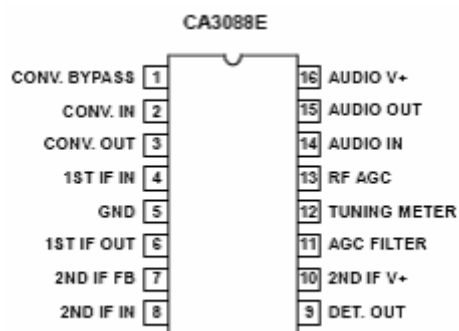 CA3088E
CONV. BYPASS 1 16 AUDIO V+
CONV. IN 2 15 AUDIO OUT
CONV. OUT 3 14 AUDIO IN
1ST IF IN 4 13 RF AGC
GND 5 12 TUNING METER
1ST IF OUT 6 11 AGC FILTER
2ND IF FB 7 10 2ND IF V+
2ND IF IN 8 9 DET. OUT